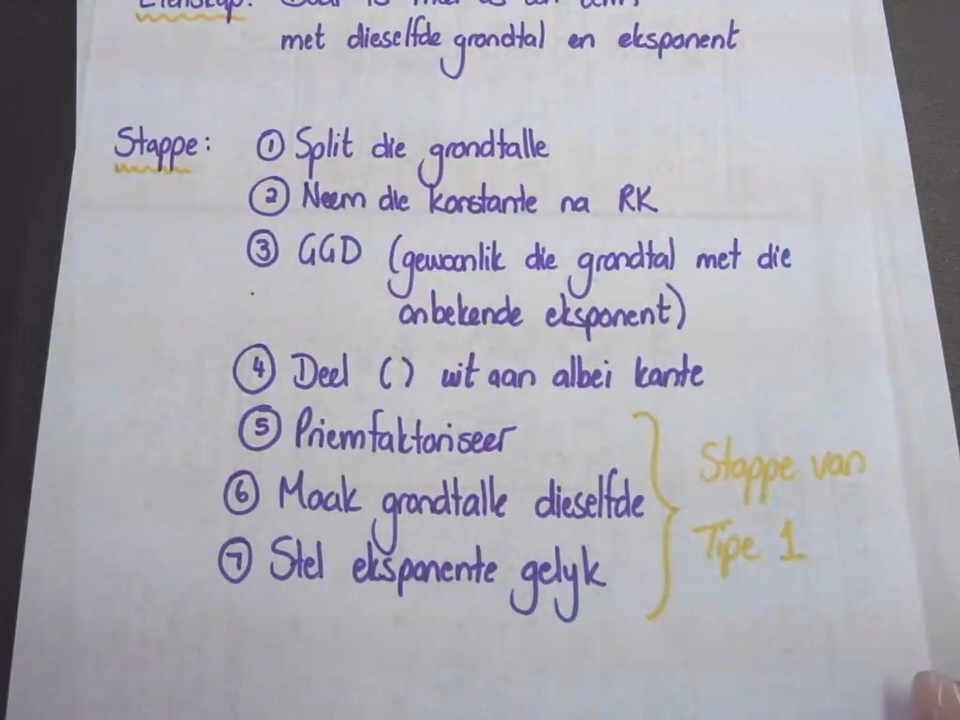 Eienskap:
met dieselfde grondtal en eksponent
Stappe: ① Split die grondtalle
② Neem die konstante na RK
③ GGD (gewoonlik die grondtal met die
onbekende eksponent)
④ Deel ( ) uit aan albei kante
⑤ Priemfaktoriseer
⑥ Maak grondtalle dieselfde
⑦ Stel eksponente gelyk
Stappe van
Tipe 1